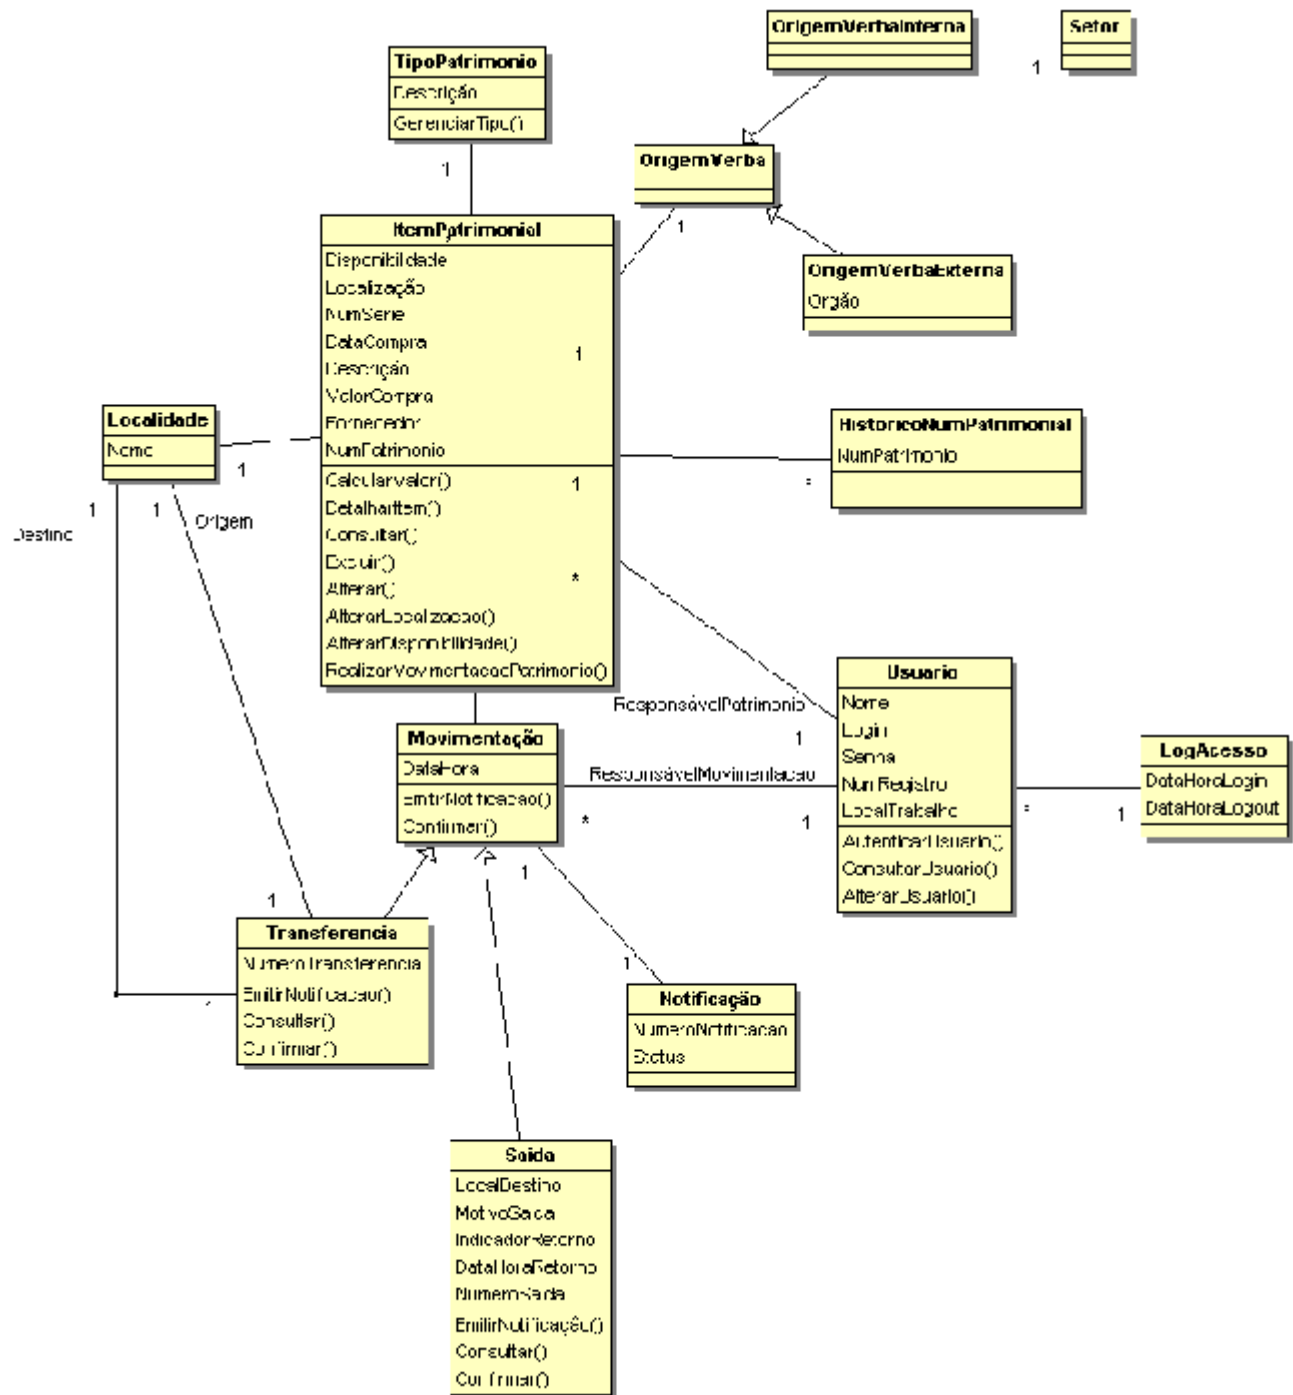 OrigemVerbaInterna
Setor
1
TipoPatrimonio
Descrição
GerenciarTipo()
1
OrigemVerba
1
ItemPatrimonial
Disponibilidade
Localização
NumSerie
DataCompra
Descrição
ValorCompra
Fornecedor
NumPatrimonio
CalcularValor()
DetalharItem()
Consultar()
Excluir()
Alterar()
AlterarLocalizacao()
AlterarDisponibilidade()
RealizarMovimentacaoPatrimonio()
1
1
*
OrigemVerbaExterna
Orgão
HistoricoNumPatrimonial
NumPatrimonio
*
Localidade
Nome
1
1
1
Origem
Destino
ResponsávelPatrimonio
1
Usuario
Nome
Login
Senha
NumRegistro
LocalTrabalho
AutenticarUsuario()
ConsultarUsuario()
AlterarUsuario()
LogAcesso
DataHoraLogin
DataHoraLogout
*
1
Movimentação
DataHora
EmitirNotificacao()
Confirmar()
ResponsávelMovimentacao
*
1
1
1
Transferencia
NumeroTransferencia
EmitirNotificacao()
Consultar()
Confirmar()
1
Notificação
NumeroNotificacao
Status
Saida
LocalDestino
MotivoSaida
IndicadorRetorno
DataHoraRetorno
NumeroSaida
EmitirNotificação()
Consultar()
Confirmar()